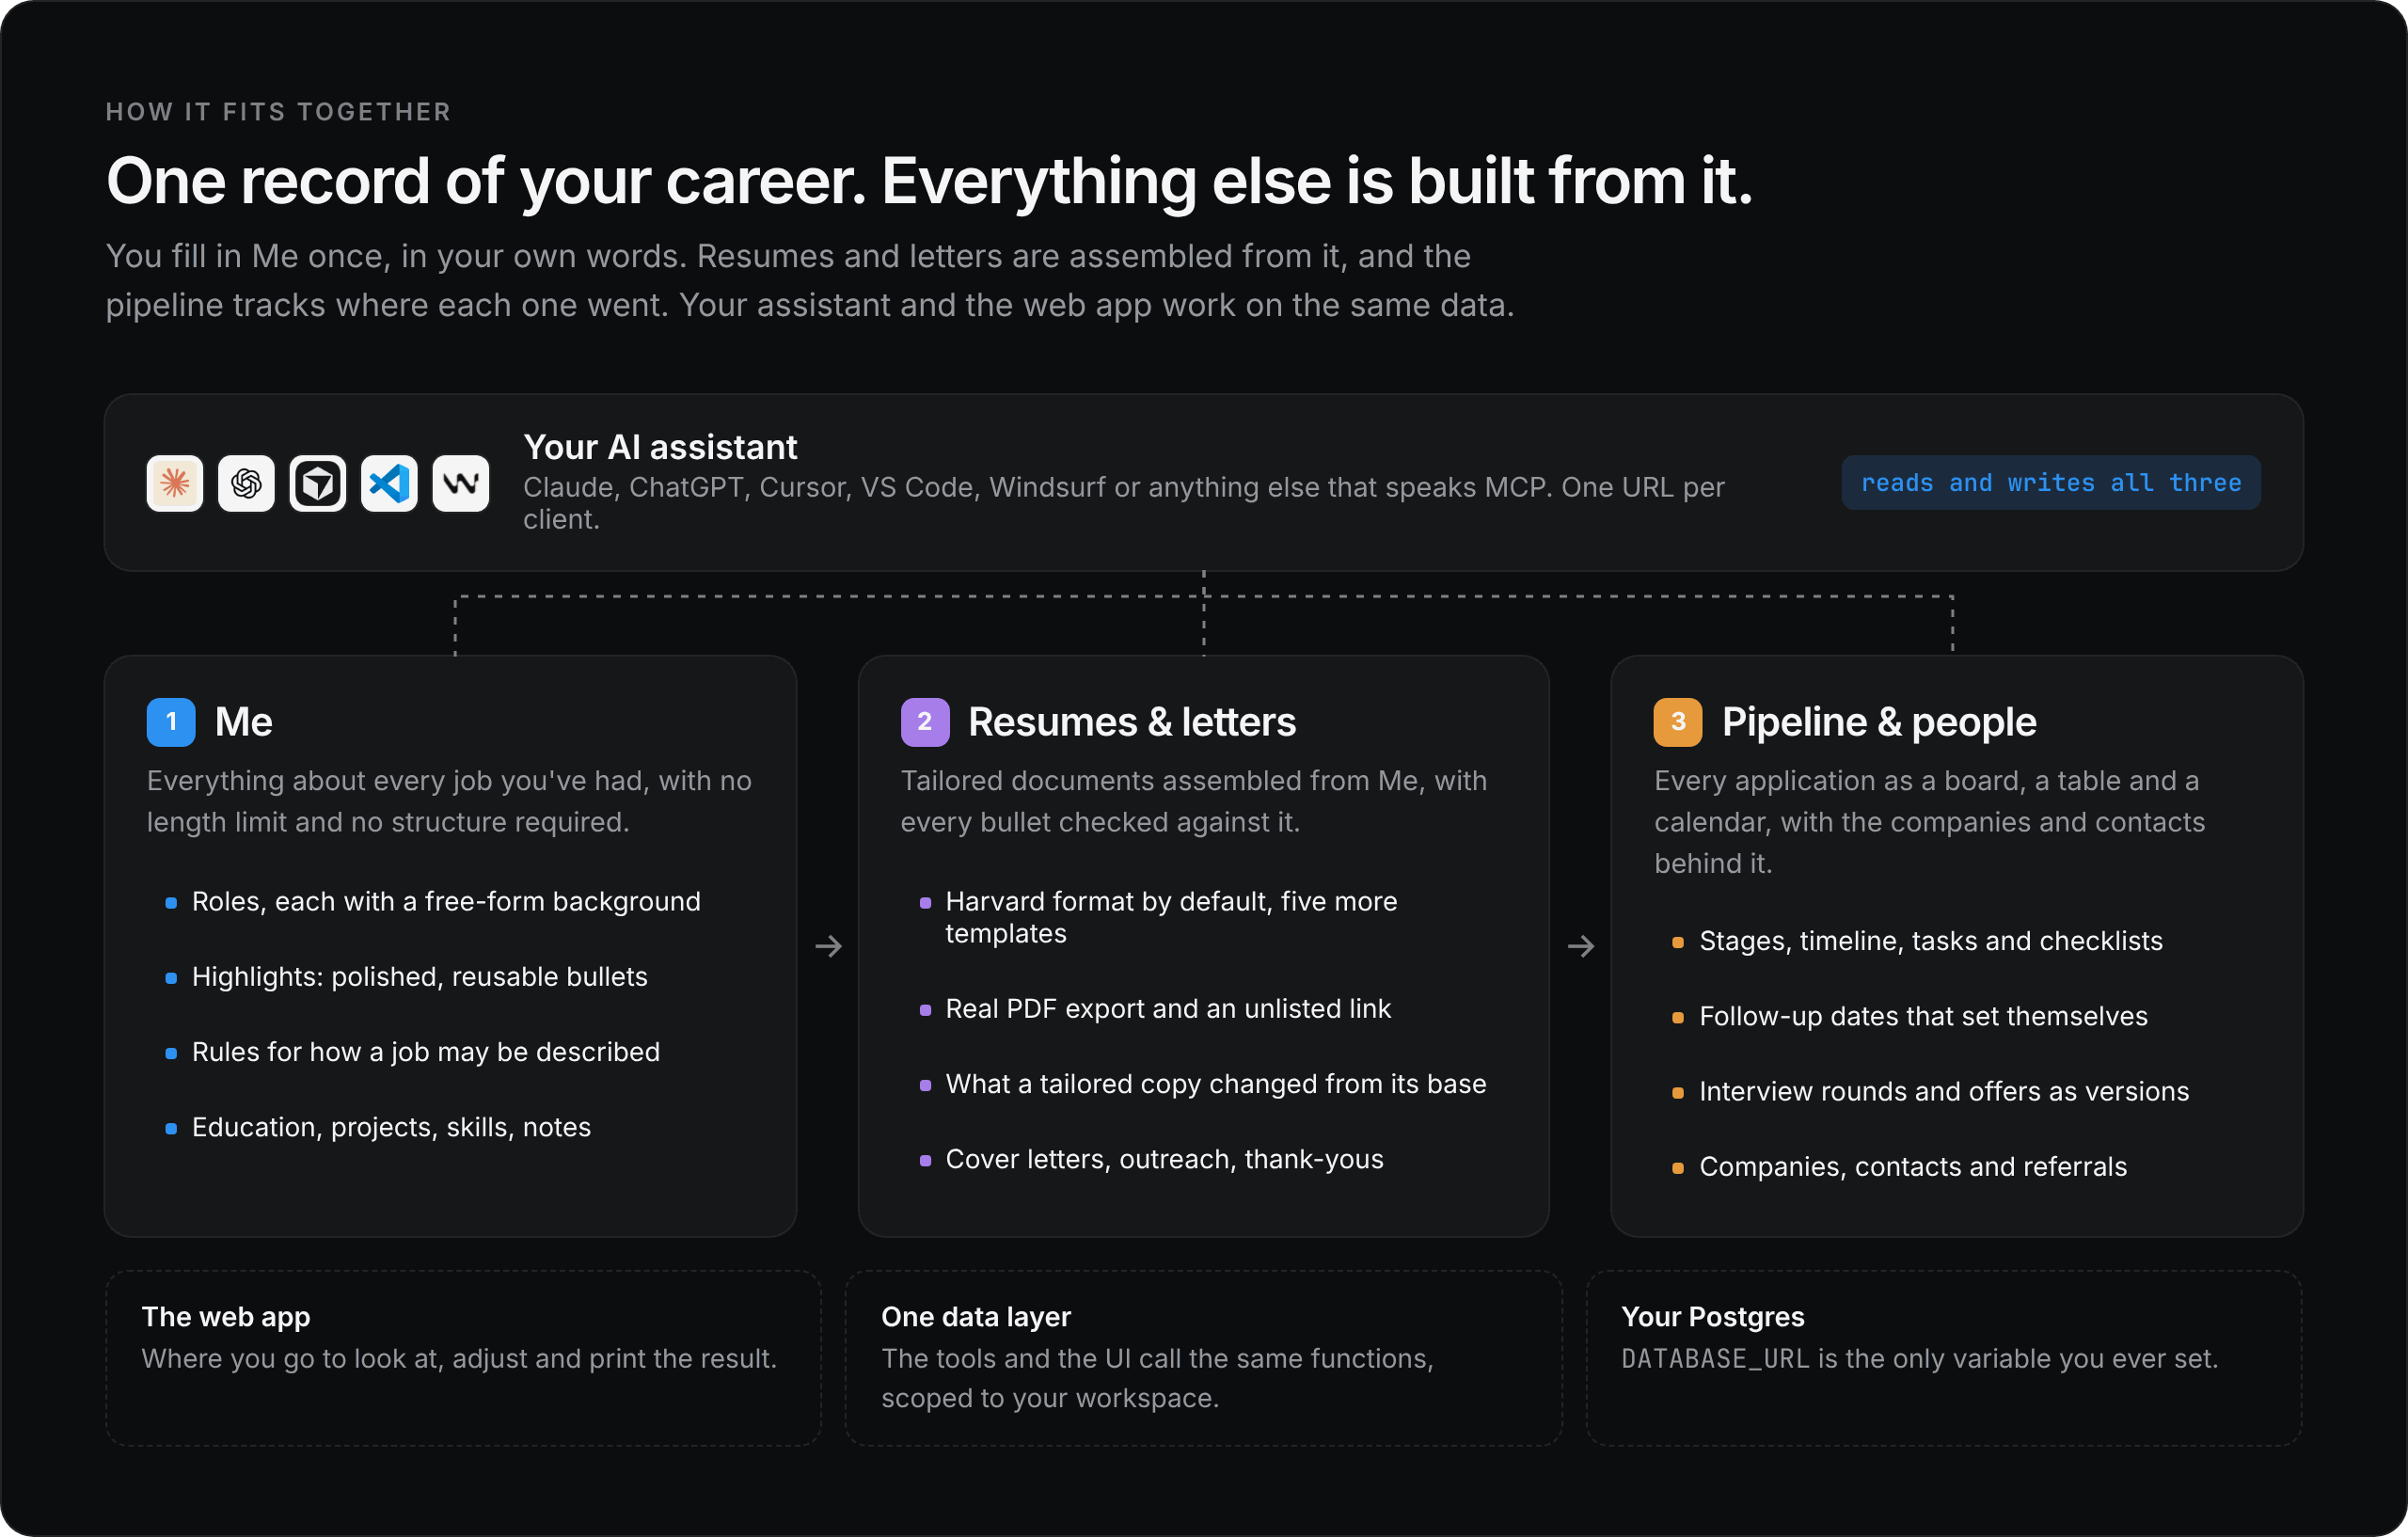 HOW IT FITS TOGETHER
One record of your career. Everything else is built from it.
You fill in Me once, in your own words. Resumes and letters are assembled from it, and the
pipeline tracks where each one went. Your assistant and the web app work on the same data.
Your AI assistant
Claude, ChatGPT, Cursor, VS Code, Windsurf or anything else that speaks MCP. One URL per
client.
reads and writes all three
1 Me
Everything about every job you've had, with no
length limit and no structure required.
Roles, each with a free-form background
Highlights: polished, reusable bullets
Rules for how a job may be described
Education, projects, skills, notes
2 Resumes & letters
Tailored documents assembled from Me, with
every bullet checked against it.
Harvard format by default, five more
templates
Real PDF export and an unlisted link
What a tailored copy changed from its base
Cover letters, outreach, thank-yous
3 Pipeline & people
Every application as a board, a table and a
calendar, with the companies and contacts
behind it.
Stages, timeline, tasks and checklists
Follow-up dates that set themselves
Interview rounds and offers as versions
Companies, contacts and referrals
The web app
Where you go to look at, adjust and print the result.
One data layer
The tools and the UI call the same functions,
scoped to your workspace.
Your Postgres
DATABASE_URL is the only variable you ever set.